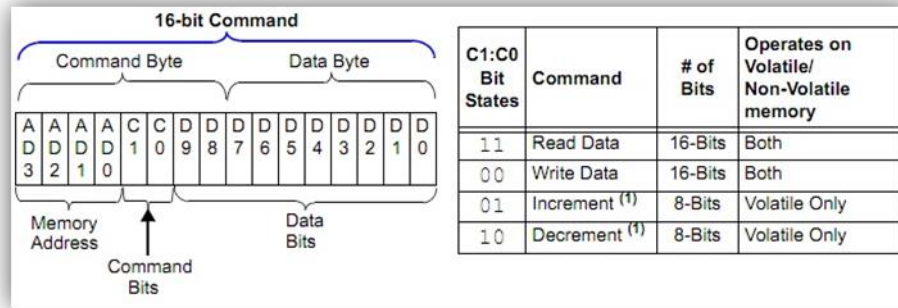 16-bit Command
Command Byte
Data Byte
A A A A C C D D D D D D D D D D
D D D D 1 0 9 8 7 6 5 4 3 2 1 0
3 2 1 0
Memory
Address
Command
Bits
Data
Bits
C1:C0
Bit
States
Command
# of
Bits
Operates on
Volatile/
Non-Volatile
memory
11 Read Data 16-Bits Both
00 Write Data 16-Bits Both
01 Increment (1) 8-Bits Volatile Only
10 Decrement (1) 8-Bits Volatile Only